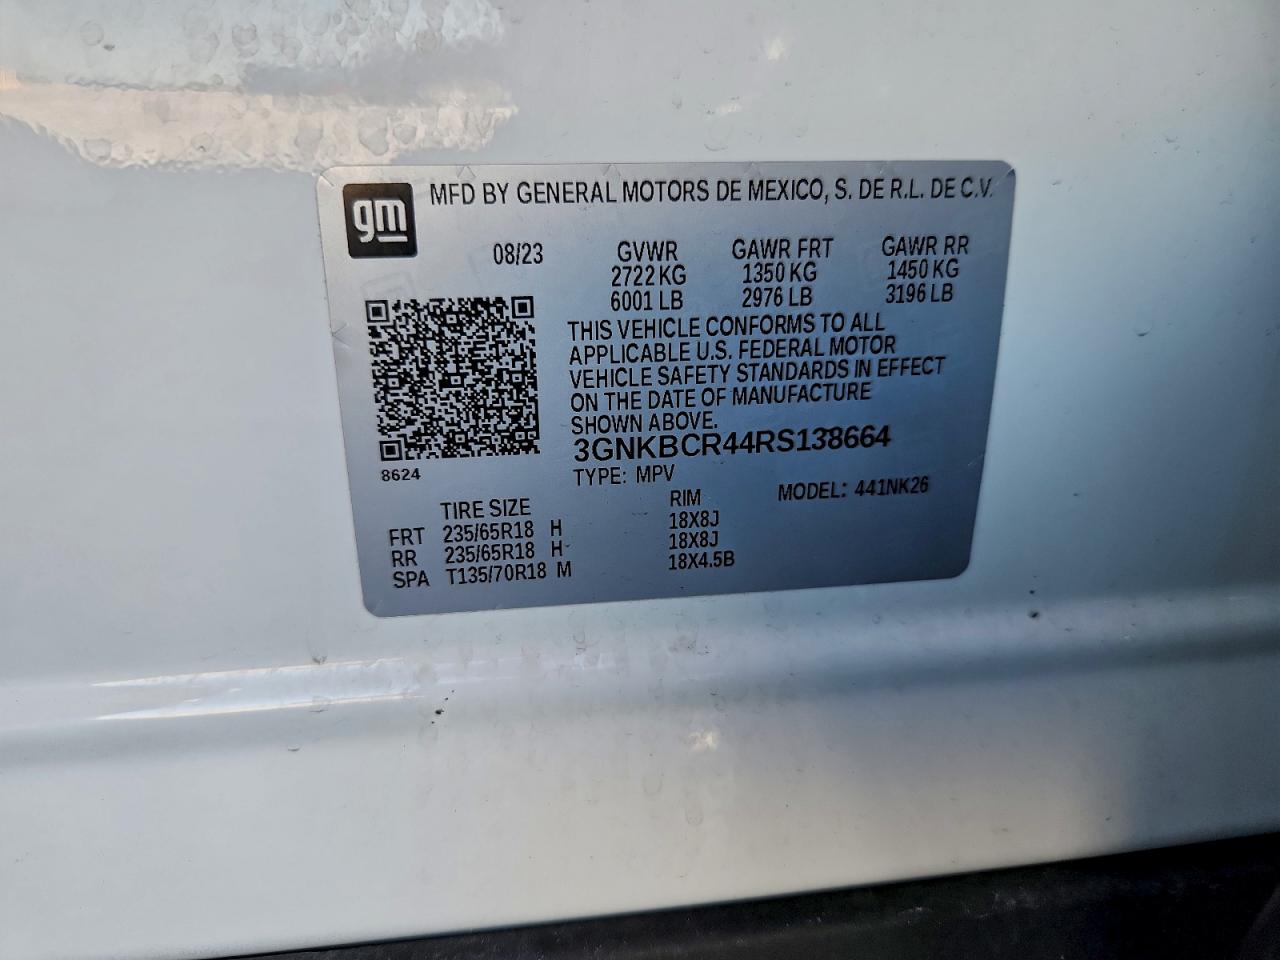 gm
MFD BY GENERAL MOTORS DE MEXICO, S. DE R.L. DE C.V.
08/23 GVWR GAWR FRT GAWR RR
2722 KG 1350 KG 1450 KG
6001 LB 2976 LB 3196 LB
THIS VEHICLE CONFORMS TO ALL
APPLICABLE U.S. FEDERAL MOTOR
VEHICLE SAFETY STANDARDS IN EFFECT
ON THE DATE OF MANUFACTURE
SHOWN ABOVE.
3GNKBCR44RS138664
8624
TYPE: MPV MODEL: 441NK26
TIRE SIZE RIM
FRT 235/65R18 H 18X8J
RR 235/65R18 H 18X8J
SPA T135/70R18 M 18X4.5B